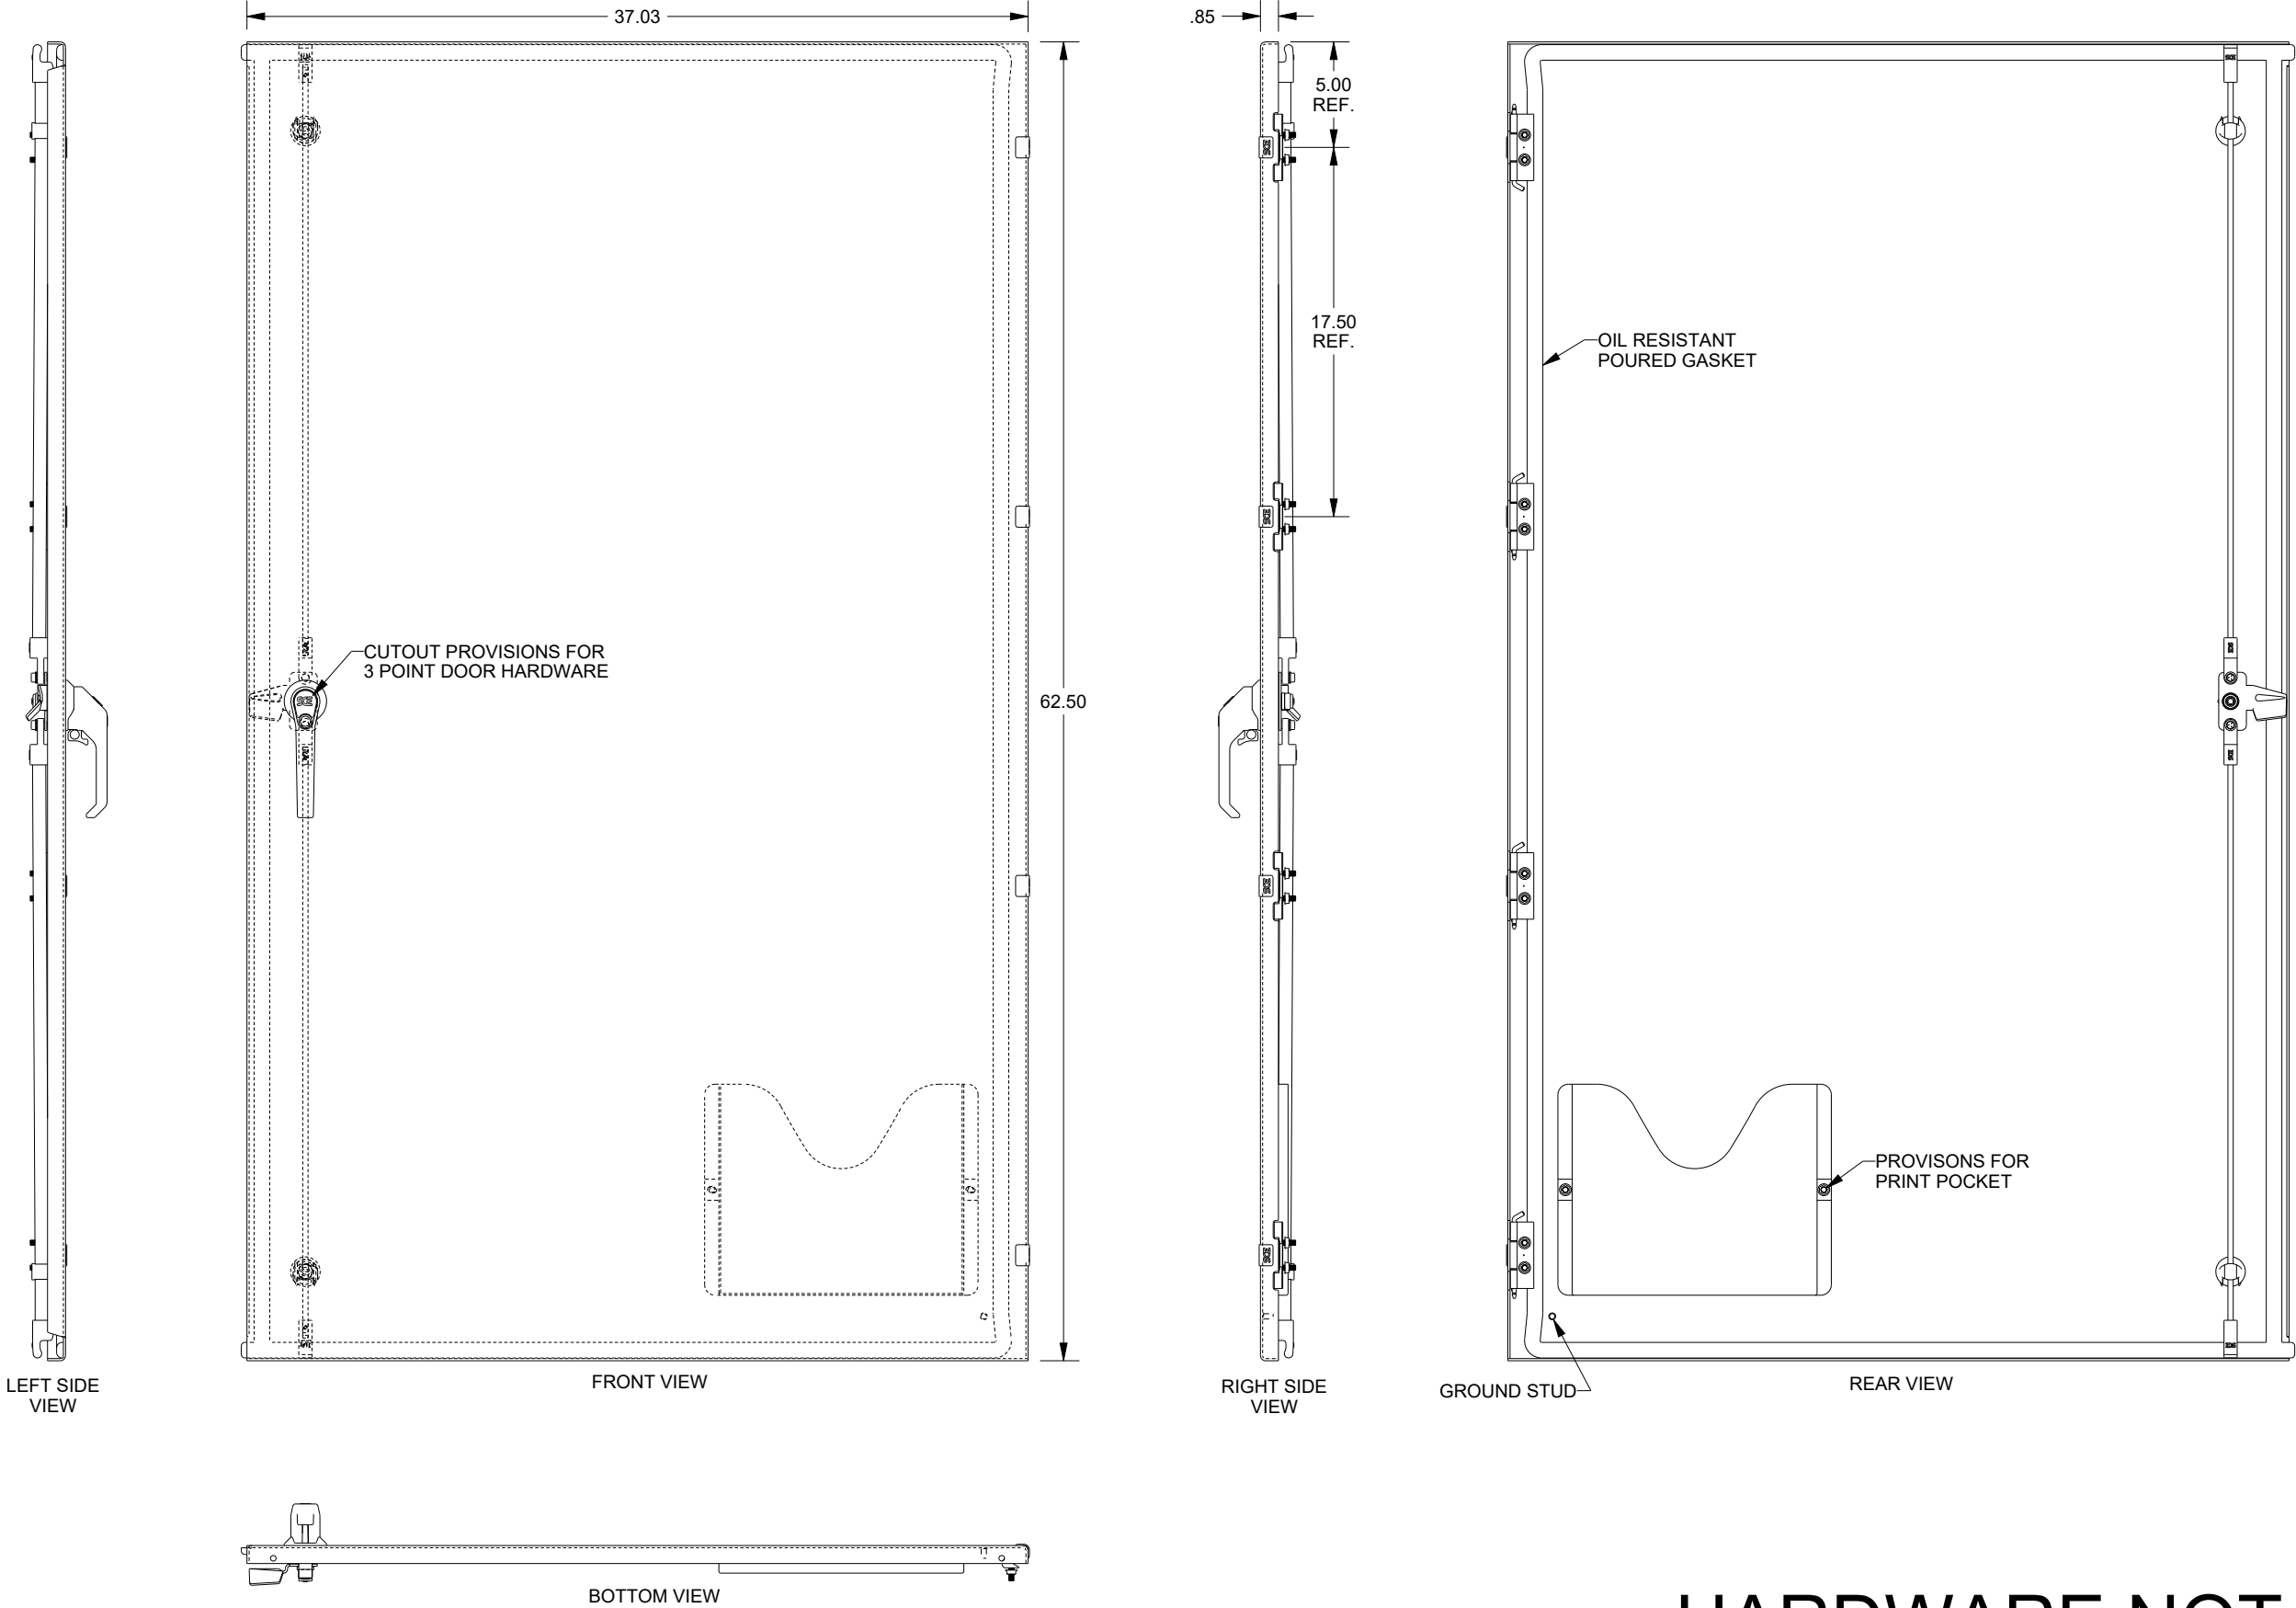 37.03
.85
5.00
REF.
17.50
REF.
OIL RESISTANT
POURED GASKET
CUTOUT PROVISIONS FOR
3 POINT DOOR HARDWARE
62.50
PROVISONS FOR
PRINT POCKET
LEFT SIDE
VIEW
FRONT VIEW
RIGHT SIDE
VIEW
GROUND STUD
REAR VIEW
BOTTOM VIEW
HARDWARE NOT